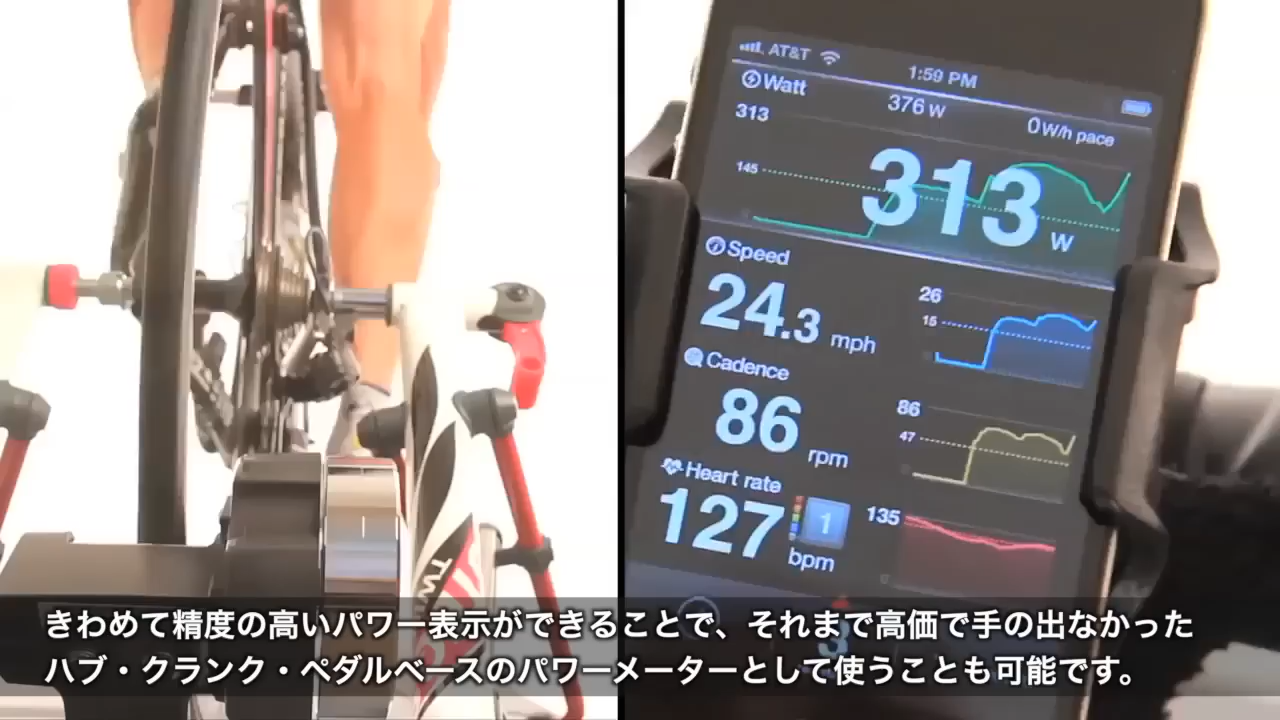 AT&T
1:59 PM
Watt
376 W
0 W/h pace
313
145
313 W
Speed
24.3 mph
26
15
Cadence
86 rpm
86
47
Heart rate
127 bpm
1
135
3
TW
きわめて精度の高いパワー表示ができることで、それまで高価で手の出なかった
ハブ・クランク・ペダルベースのパワーメーターとして使うことも可能です。